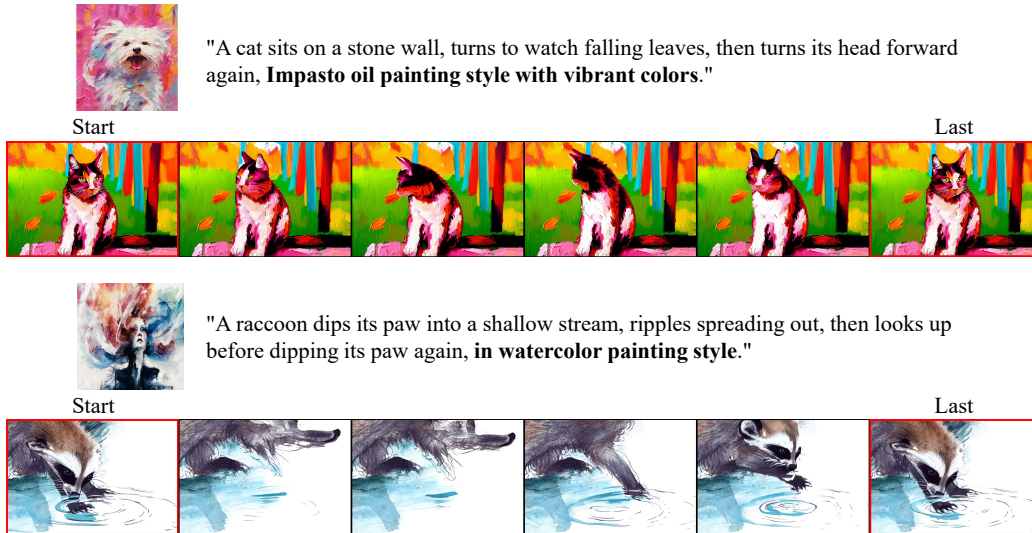 "A cat sits on a stone wall, turns to watch falling leaves, then turns its head forward
again, Impasto oil painting style with vibrant colors."
Start
Last
"A raccoon dips its paw into a shallow stream, ripples spreading out, then looks up
before dipping its paw again, in watercolor painting style."
Start
Last